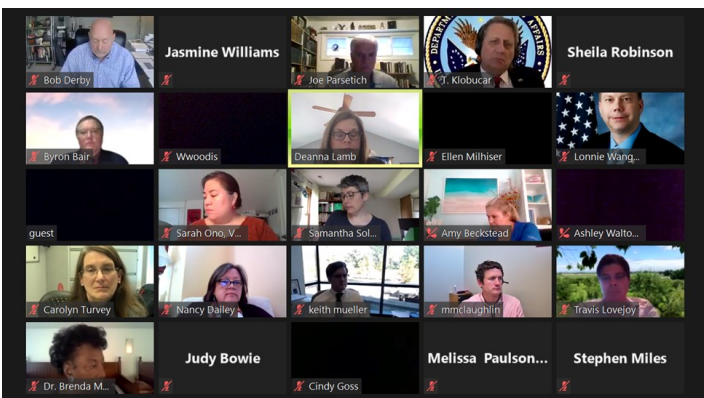 DEPARTM
AFFAIRS
Bob Derby
Jasmine Williams
Joe Parsetich
T. Klobucar
Sheila Robinson
Byron Bair
Wwoodis
Deanna Lamb
Ellen Milhiser
Lonnie Wang...
guest
Sarah Ono, V...
Samantha Sol...
Amy Beckstead
Ashley Walto...
Carolyn Turvey
Nancy Dailey
keith mueller
mmclaughlin
Travis Lovejoy
Dr. Brenda M...
Judy Bowie
Cindy Goss
Melissa Paulson...
Stephen Miles